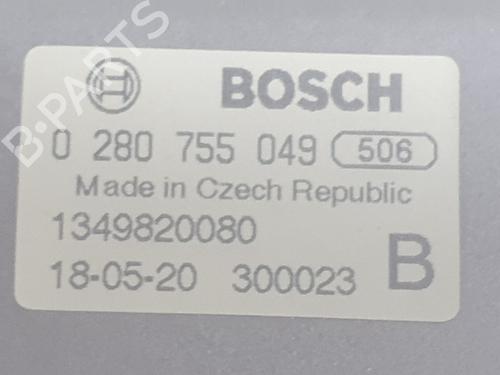 BOSCH
0 280 755 049 506
Made in Czech Republic
1349820080
18-05-20 300023 B
B-PARTS